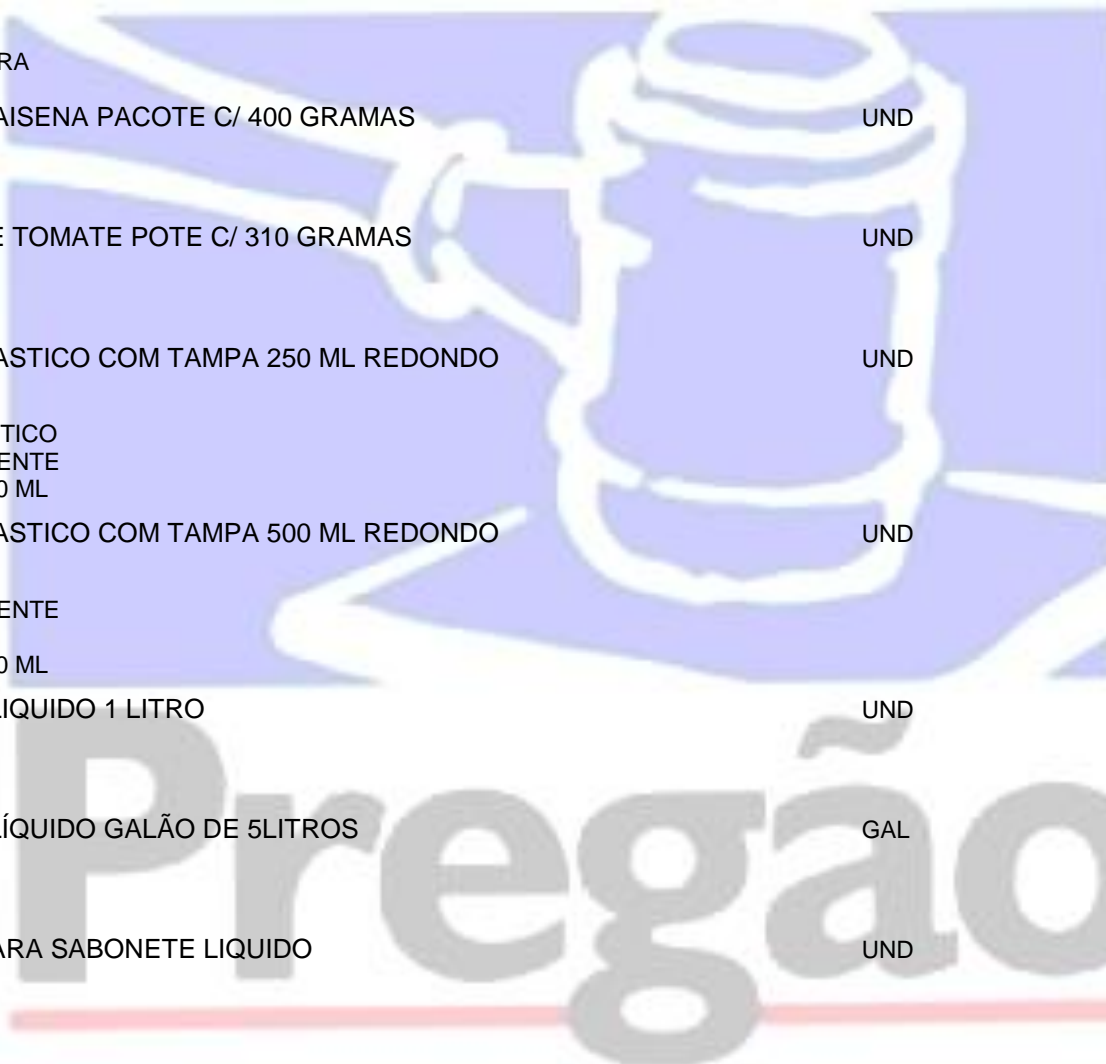 RA
AISENA PACOTE C/ 400 GRAMAS UND
E TOMATE POTE C/ 310 GRAMAS UND
ASTICO COM TAMPA 250 ML REDONDO UND
TICO
ENTE
0 ML
ASTICO COM TAMPA 500 ML REDONDO UND
ENTE
0 ML
LIQUIDO 1 LITRO UND
LÍQUIDO GALÃO DE 5LITROS GAL
ARA SABONETE LIQUIDO UND
Pregão